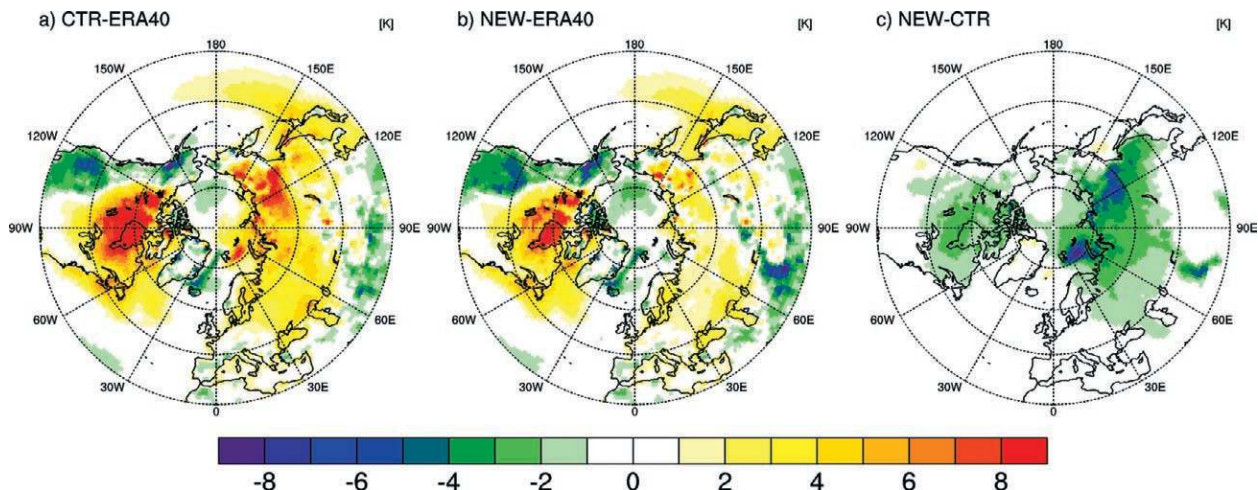 a) CTR-ERA40 [K] b) NEW-ERA40 [K] c) NEW-CTR [K]
180 180 180
150W 150E 150W 150E 150W 150E
120W 120E 120W 120E 120W 120E
90W 90E 90W 90E 90W 90E
60W 60E 60W 60E 60W 60E
30W 30E 30W 30E 30W 30E
0 0 0
-8 -6 -4 -2 0 2 4 6 8